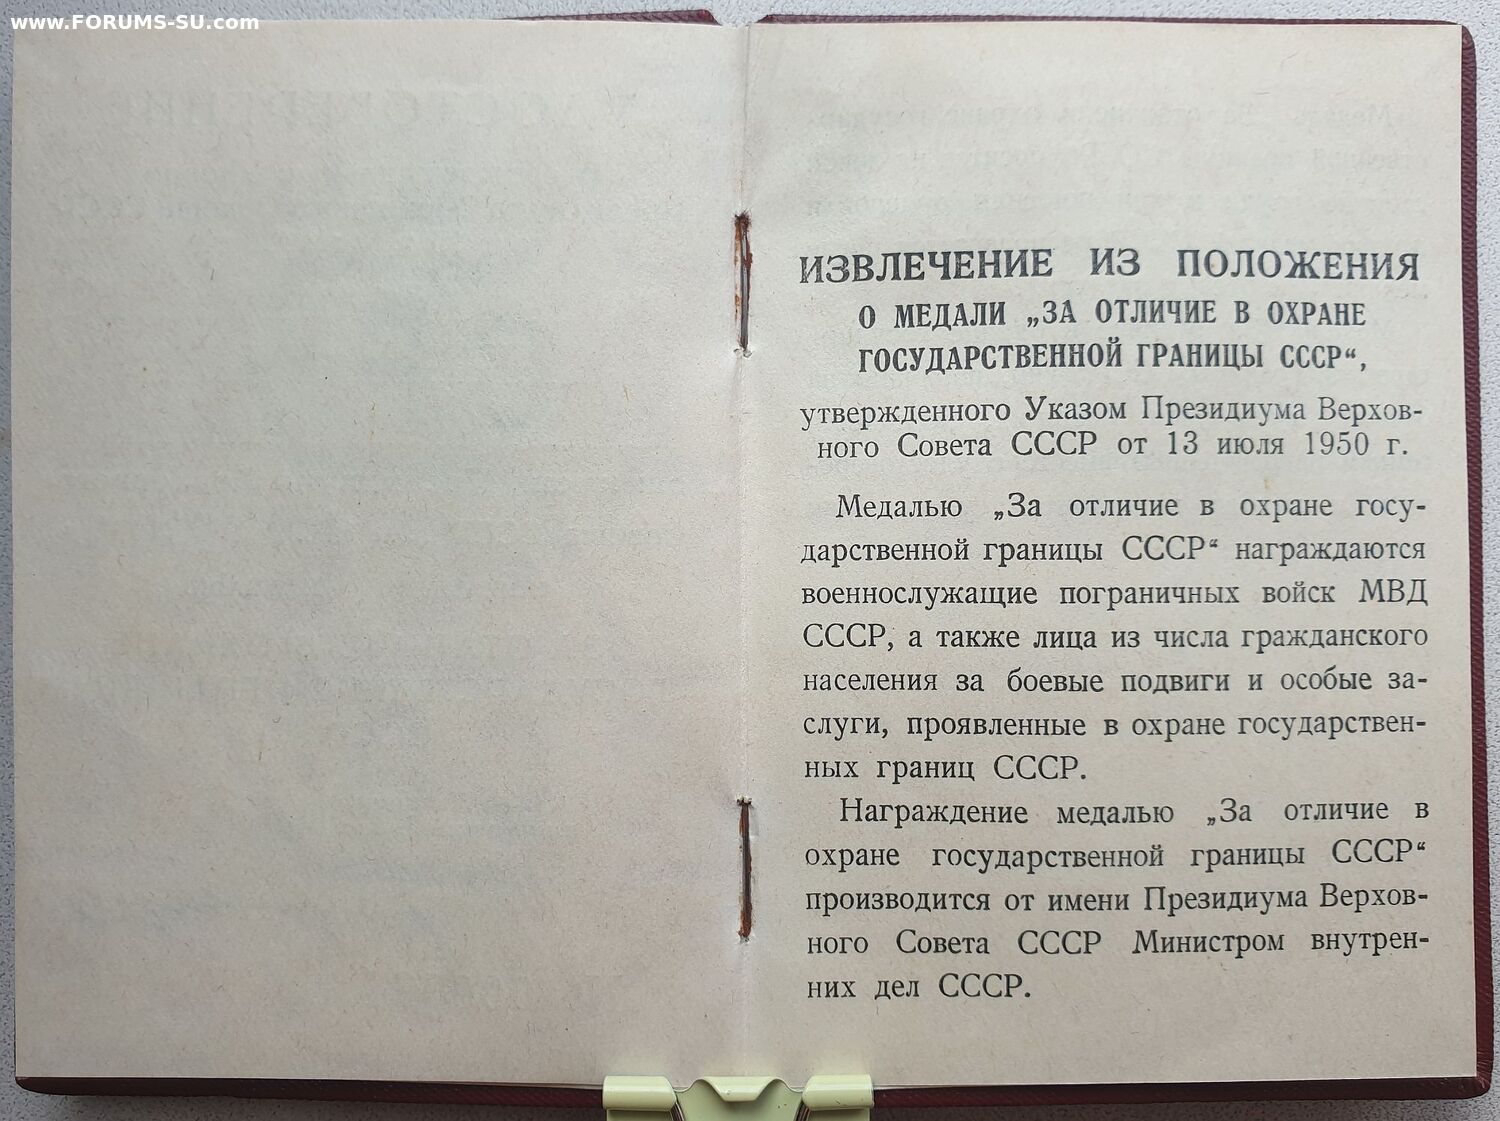 www.FORUMS-SU.com
ИЗВЛЕЧЕНИЕ ИЗ ПОЛОЖЕНИЯ
О МЕДАЛИ „ЗА ОТЛИЧИЕ В ОХРАНЕ
ГОСУДАРСТВЕННОЙ ГРАНИЦЫ СССР“,
утвержденного Указом Президиума Верхов-
ного Совета СССР от 13 июля 1950 г.
Медалью „За отличие в охране госу-
дарственной границы СССР“ награждаются
военнослужащие пограничных войск МВД
СССР, а также лица из числа гражданского
населения за боевые подвиги и особые за-
слуги, проявленные в охране государствен-
ных границ СССР.
Награждение медалью „За отличие в
охране государственной границы СССР“
производится от имени Президиума Верхов-
ного Совета СССР Министром внутрен-
них дел СССР.